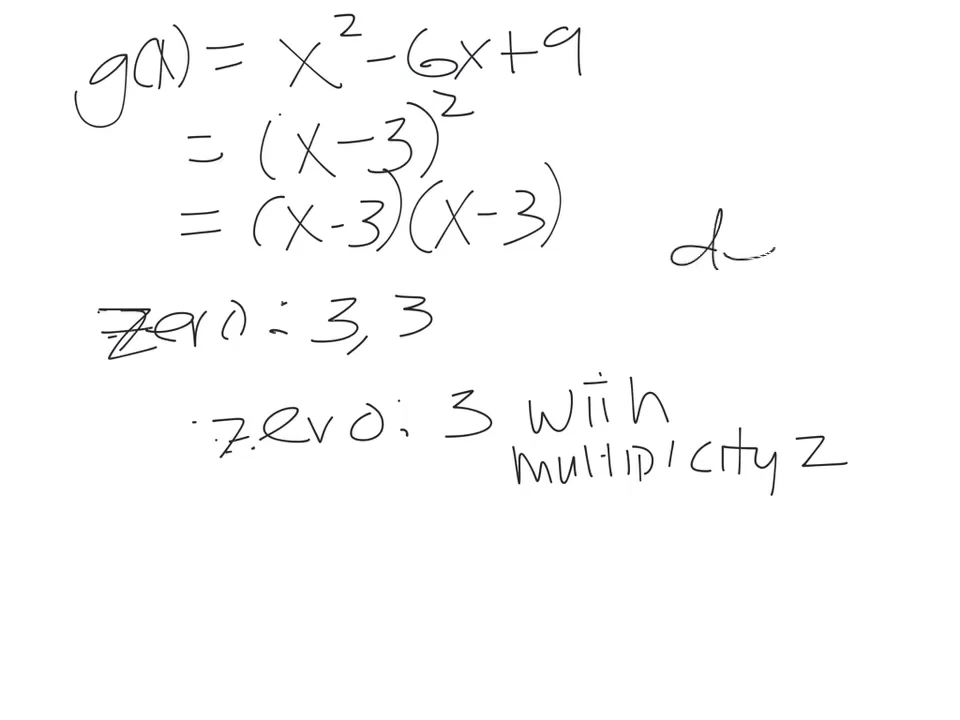 g(x) = x² - 6x + 9
= (x - 3)²
= (x - 3)(x - 3)
zero: 3, 3
zero: 3 with
multiplicity 2